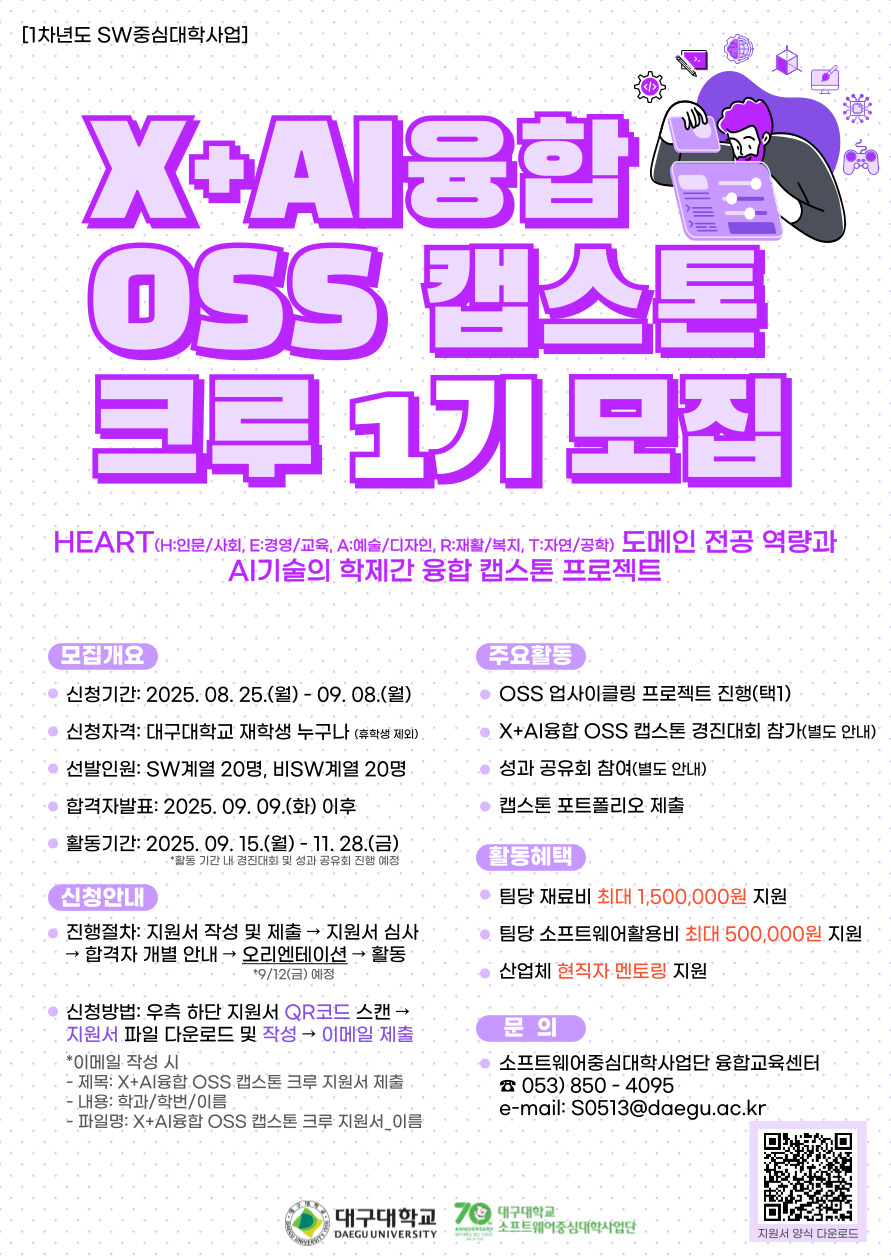 [1차년도 SW중심대학사업]
X+AI융합
OSS 캡스톤
크루 1기 모집
HEART(H:인문/사회, E:경영/교육, A:예술/디자인, R:재활/복지, T:자연/공학) 도메인 전공 역량과
AI기술의 학제간 융합 캡스톤 프로젝트
모집개요
신청기간: 2025. 08. 25.(월) - 09. 08.(월)
신청자격: 대구대학교 재학생 누구나 (휴학생 제외)
선발인원: SW계열 20명, 비SW계열 20명
합격자발표: 2025. 09. 09.(화) 이후
활동기간: 2025. 09. 15.(월) - 11. 28.(금)
*활동 기간 내 경진대회 및 성과 공유회 진행 예정
신청안내
진행절차: 지원서 작성 및 제출 → 지원서 심사
→ 합격자 개별 안내 → 오리엔테이션 → 활동
*9/12(금) 예정
신청방법: 우측 하단 지원서 QR코드 스캔 →
지원서 파일 다운로드 및 작성 → 이메일 제출
*이메일 작성 시
- 제목: X+AI융합 OSS 캡스톤 크루 지원서 제출
- 내용: 학과/학번/이름
- 파일명: X+AI융합 OSS 캡스톤 크루 지원서_이름
주요활동
OSS 업사이클링 프로젝트 진행(택1)
X+AI융합 OSS 캡스톤 경진대회 참가(별도 안내)
성과 공유회 참여(별도 안내)
캡스톤 포트폴리오 제출
활동혜택
팀당 재료비 최대 1,500,000원 지원
팀당 소프트웨어활용비 최대 500,000원 지원
산업체 현직자 멘토링 지원
문 의
소프트웨어중심대학사업단 융합교육센터
☎ 053) 850 - 4095
e-mail: S0513@daegu.ac.kr
지원서 양식 다운로드
대구대학교
DAEGU UNIVERSITY
70
ANNIVERSARY
대구대학교
소프트웨어중심대학사업단